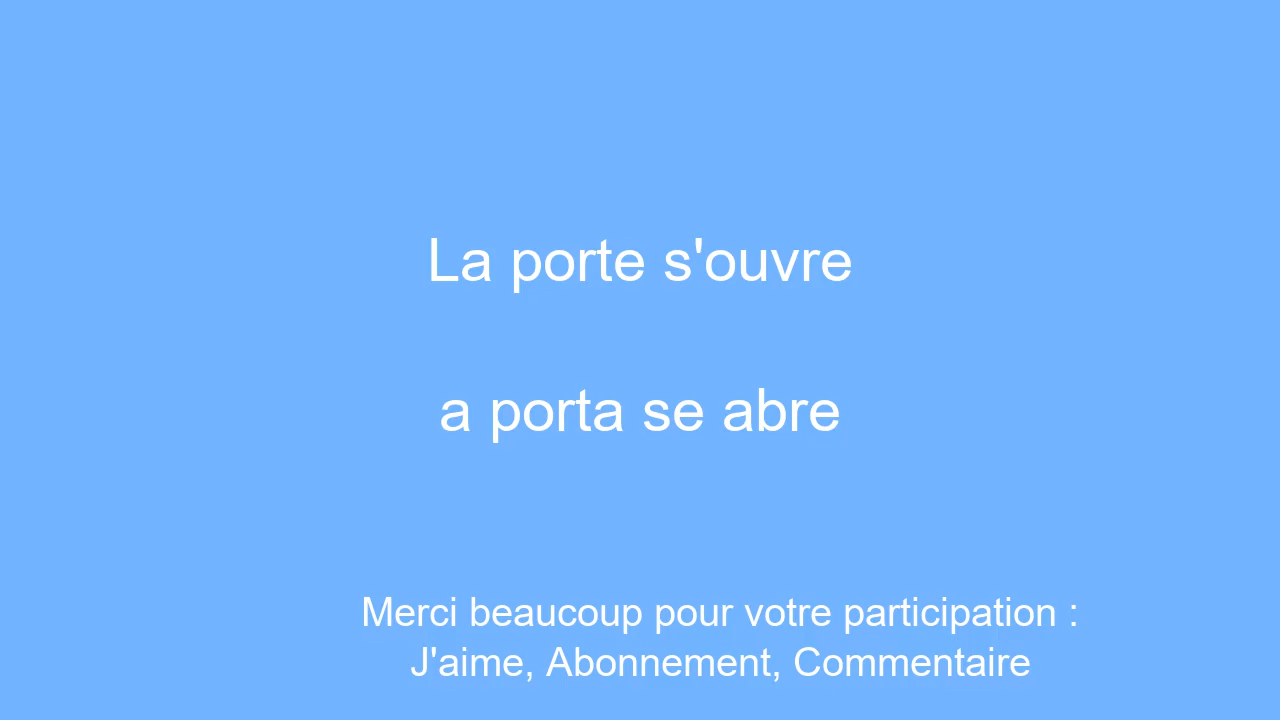 La porte s'ouvre
a porta se abre
Merci beaucoup pour votre participation :
J'aime, Abonnement, Commentaire